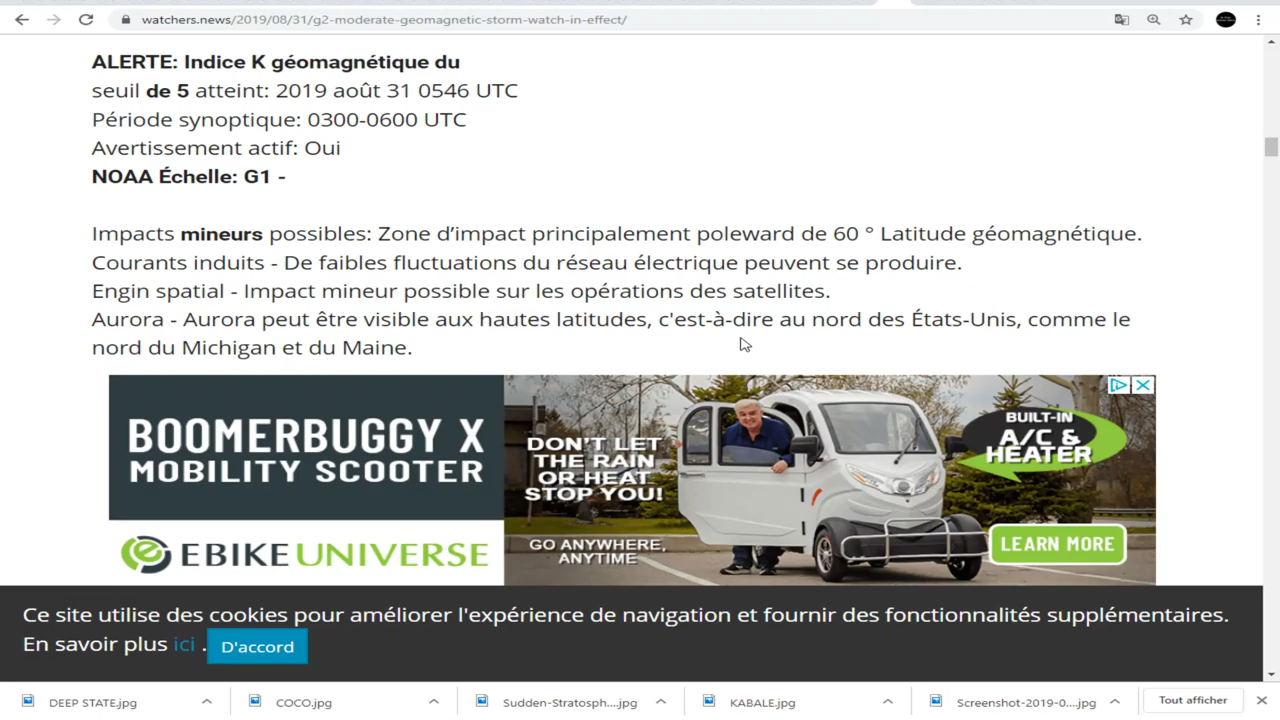 watchers.news/2019/08/31/g2-moderate-geomagnetic-storm-watch-in-effect/
ALERTE: Indice K géomagnétique du
seuil de 5 atteint: 2019 août 31 0546 UTC
Période synoptique: 0300-0600 UTC
Avertissement actif: Oui
NOAA Échelle: G1 -
Impacts mineurs possibles: Zone d’impact principalement poleward de 60 ° Latitude géomagnétique.
Courants induits - De faibles fluctuations du réseau électrique peuvent se produire.
Engin spatial - Impact mineur possible sur les opérations des satellites.
Aurora - Aurora peut être visible aux hautes latitudes, c'est-à-dire au nord des États-Unis, comme le
nord du Michigan et du Maine.
BOOMERBUGGY X
MOBILITY SCOOTER
EBIKE UNIVERSE
DON'T LET
THE RAIN
OR HEAT
STOP YOU!
GO ANYWHERE,
ANYTIME
BUILT-IN
A/C &
HEATER
LEARN MORE
Ce site utilise des cookies pour améliorer l'expérience de navigation et fournir des fonctionnalités supplémentaires.
En savoir plus ici . D'accord
DEEP STATE.jpg
COCO.jpg
Sudden-Stratosph....jpg
KABALE.jpg
Screenshot-2019-0....jpg
Tout afficher